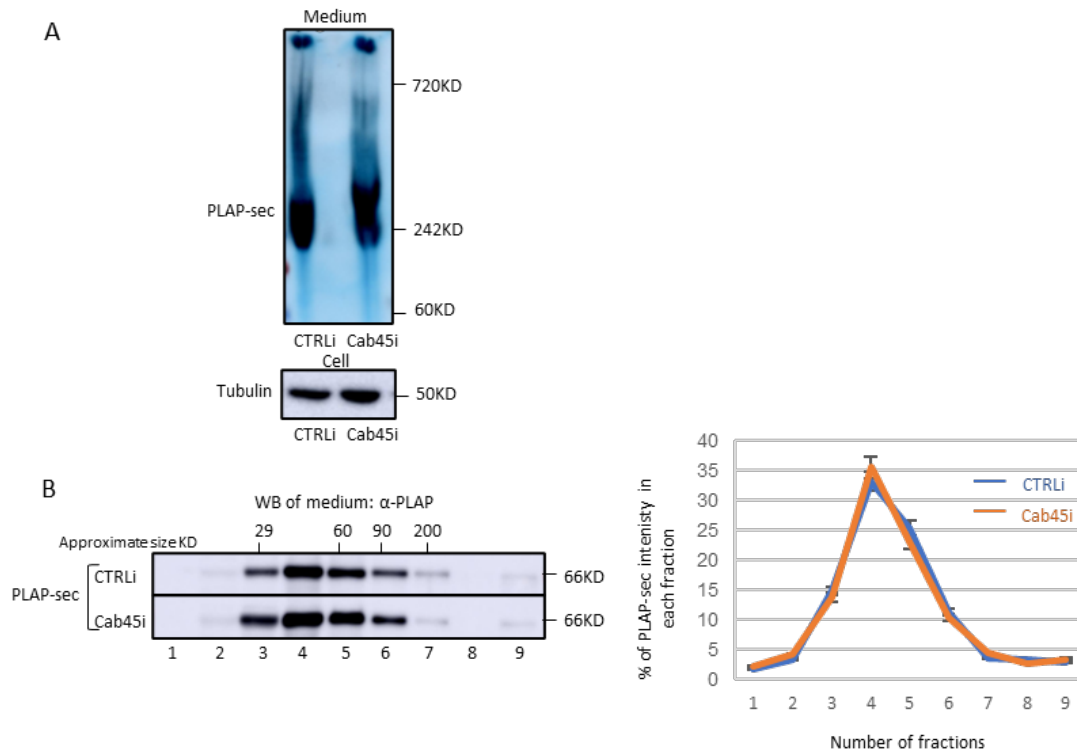 A
Medium
720KD
PLAP-sec
242KD
60KD
CTRLi Cab45i
Cell
Tubulin
50KD
CTRLi Cab45i
B
WB of medium: α-PLAP
Approximate size KD
29 60 90 200
PLAP-sec
CTRLi
66KD
Cab45i
66KD
1 2 3 4 5 6 7 8 9
% of PLAP-sec intenisty in
each fraction
40
35
30
25
20
15
10
5
0
CTRLi
Cab45i
1 2 3 4 5 6 7 8 9
Number of fractions